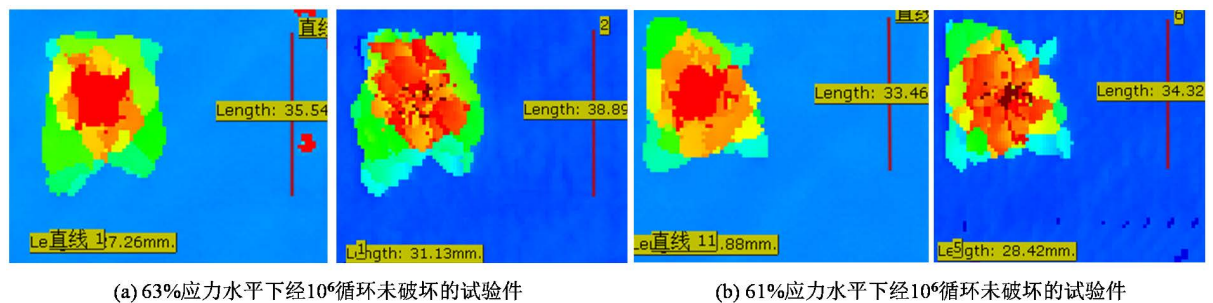 直线
Length: 35.54
直线 1
7.26mm.
2
Length: 38.89
1
Length: 31.13mm.
直线
Length: 33.46
直线 11
.88mm.
6
Length: 34.32
5
Length: 28.42mm.
(a) 63%应力水平下经10⁶循环未破坏的试验件
(b) 61%应力水平下经10⁶循环未破坏的试验件